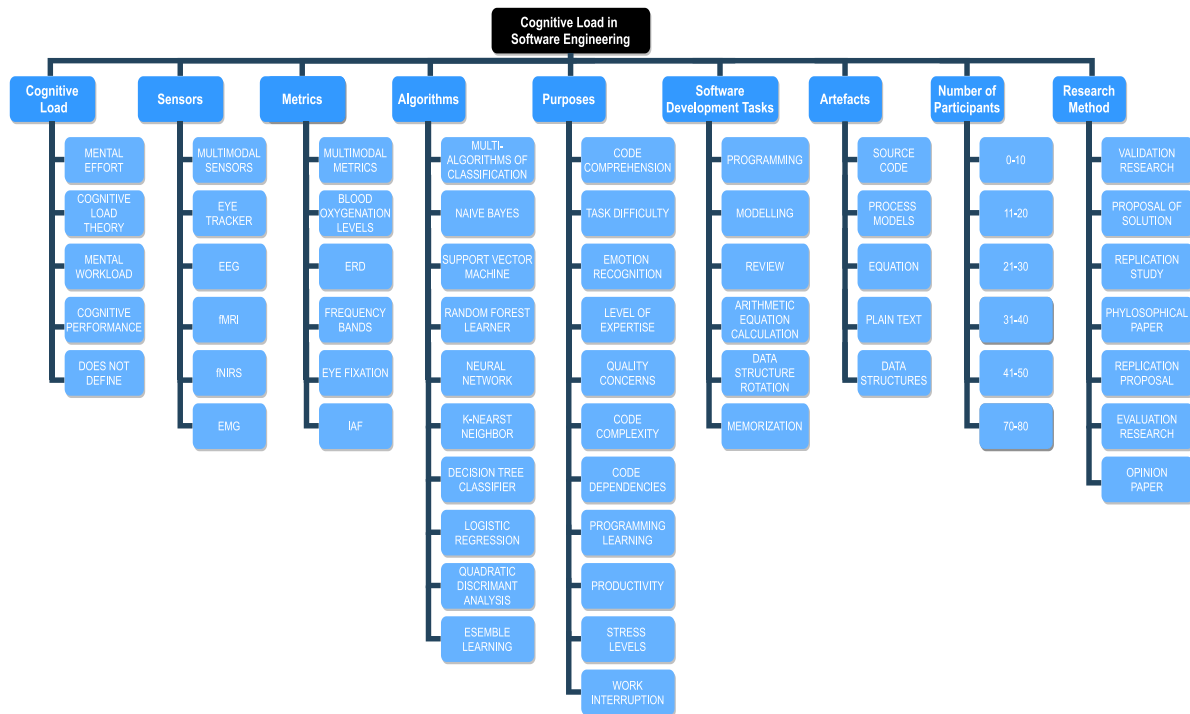 Cognitive Load in
Software Engineering
Cognitive
Load
MENTAL
EFFORT
COGNITIVE
LOAD
THEORY
MENTAL
WORKLOAD
COGNITIVE
PERFORMANCE
DOES NOT
DEFINE
Sensors
MULTIMODAL
SENSORS
EYE
TRACKER
EEG
fMRI
fNIRS
EMG
Metrics
MULTIMODAL
METRICS
BLOOD
OXYGENATION
LEVELS
ERD
FREQUENCY
BANDS
EYE FIXATION
IAF
Algorithms
MULTI-
ALGORITHMS OF
CLASSIFICATION
NAIVE BAYES
SUPPORT VECTOR
MACHINE
RANDOM FOREST
LEARNER
NEURAL
NETWORK
K-NEARST
NEIGHBOR
DECISION TREE
CLASSIFIER
LOGISTIC
REGRESSION
QUADRATIC
DISCRIMANT
ANALYSIS
ESEMBLE
LEARNING
Purposes
CODE
COMPREHENSION
TASK DIFFICULTY
EMOTION
RECOGNITION
LEVEL OF
EXPERTISE
QUALITY
CONCERNS
CODE
COMPLEXITY
CODE
DEPENDENCIES
PROGRAMMING
LEARNING
PRODUCTIVITY
STRESS
LEVELS
WORK
INTERRUPTION
Software
Development Tasks
PROGRAMMING
MODELLING
REVIEW
ARITHMETIC
EQUATION
CALCULATION
DATA
STRUCTURE
ROTATION
MEMORIZATION
Artefacts
SOURCE
CODE
PROCESS
MODELS
EQUATION
PLAIN TEXT
DATA
STRUCTURES
Number of
Participants
0-10
11-20
21-30
31-40
41-50
70-80
Research
Method
VALIDATION
RESEARCH
PROPOSAL OF
SOLUTION
REPLICATION
STUDY
PHYLOSOPHICAL
PAPER
REPLICATION
PROPOSAL
EVALUATION
RESEARCH
OPINION
PAPER